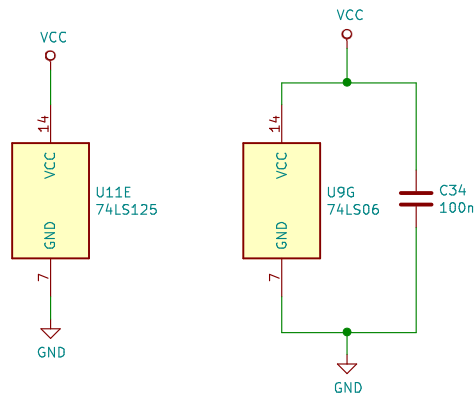 VCC
14
VCC
GND
7
U11E
74LS125
GND
VCC
14
VCC
GND
7
U9G
74LS06
C34
100n
GND